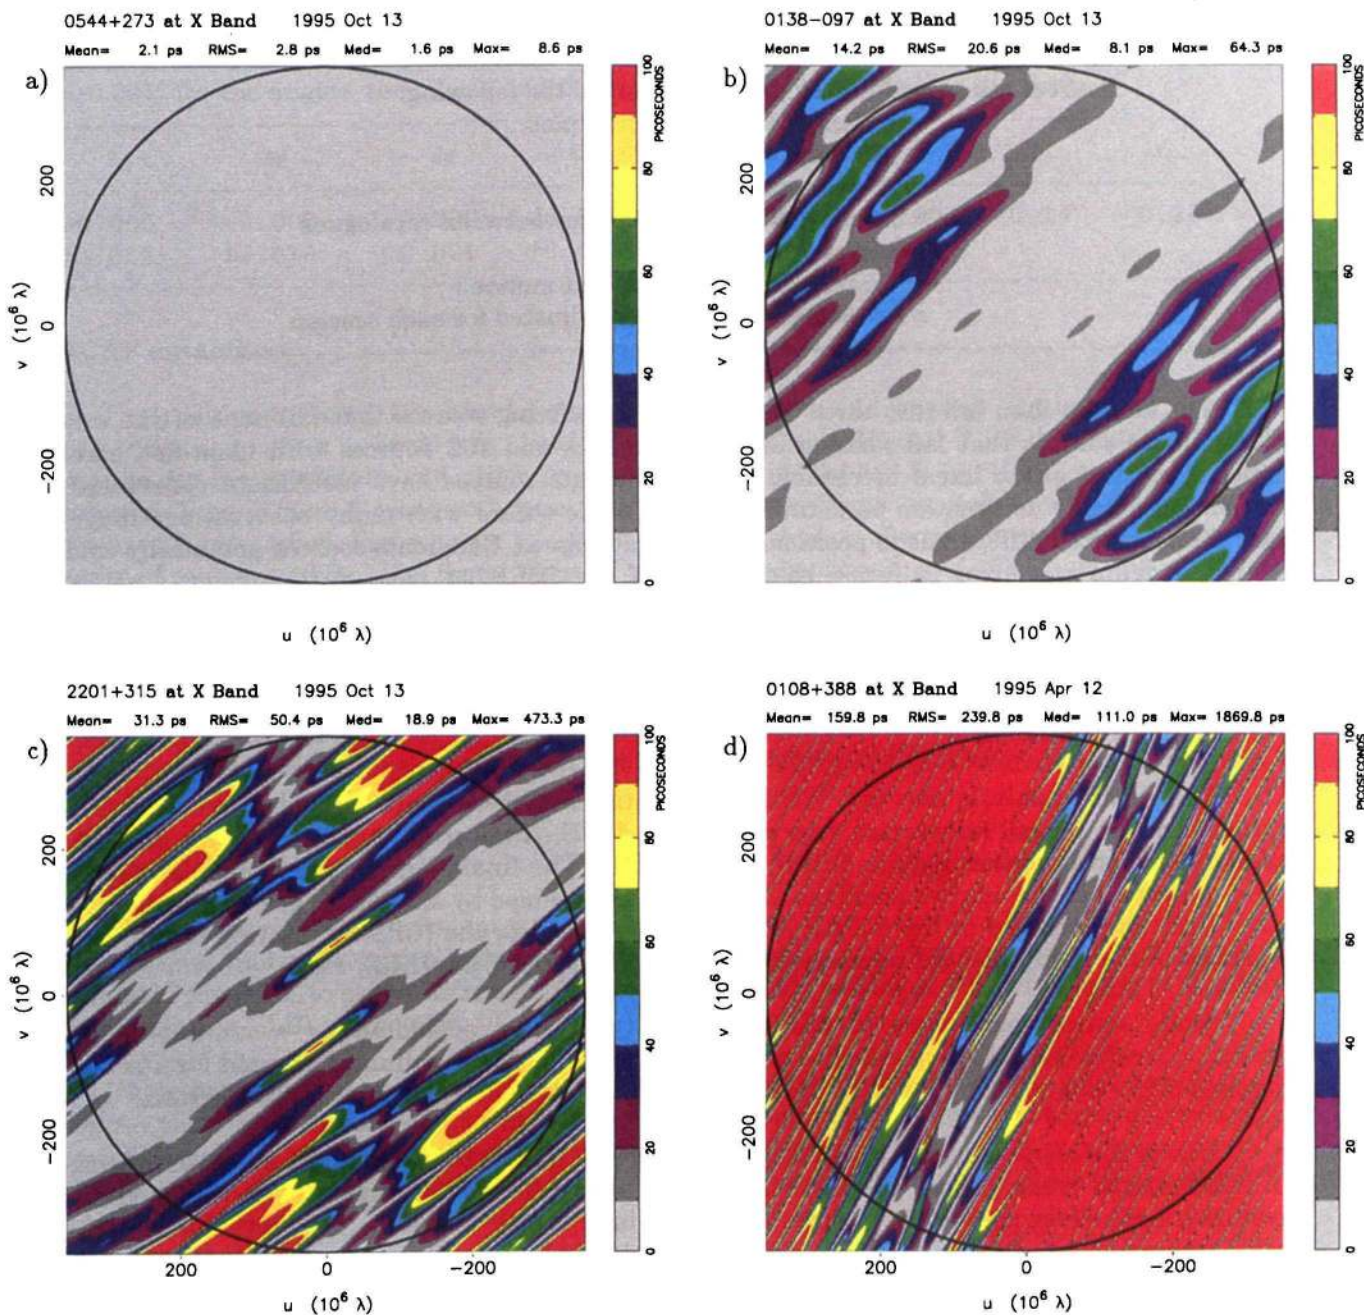 0544+273 at X Band 1995 Oct 13
Mean= 2.1 ps RMS= 2.8 ps Med= 1.6 ps Max= 8.6 ps
a)
200
0
-200
v (10⁶ λ)
u (10⁶ λ)
100
80
60
40
20
0
PICOSECONDS
0138-097 at X Band 1995 Oct 13
Mean= 14.2 ps RMS= 20.6 ps Med= 8.1 ps Max= 64.3 ps
b)
200
0
-200
v (10⁶ λ)
u (10⁶ λ)
100
80
60
40
20
0
PICOSECONDS
2201+315 at X Band 1995 Oct 13
Mean= 31.3 ps RMS= 50.4 ps Med= 18.9 ps Max= 473.3 ps
c)
200
0
-200
v (10⁶ λ)
200 0 -200
u (10⁶ λ)
100
80
60
40
20
0
PICOSECONDS
0108+388 at X Band 1995 Apr 12
Mean= 159.8 ps RMS= 239.8 ps Med= 111.0 ps Max= 1869.8 ps
d)
200
0
-200
v (10⁶ λ)
200 0 -200
u (10⁶ λ)
100
80
60
40
20
0
PICOSECONDS